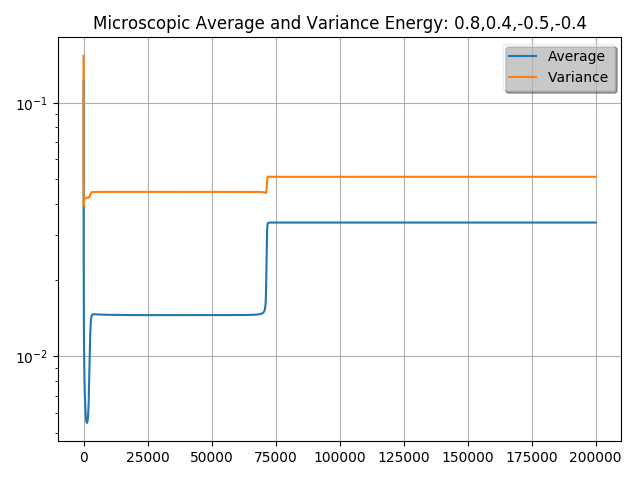 Microscopic Average and Variance Energy: 0.8,0.4,-0.5,-0.4
Average
Variance
10⁻¹
10⁻²
0 25000 50000 75000 100000 125000 150000 175000 200000